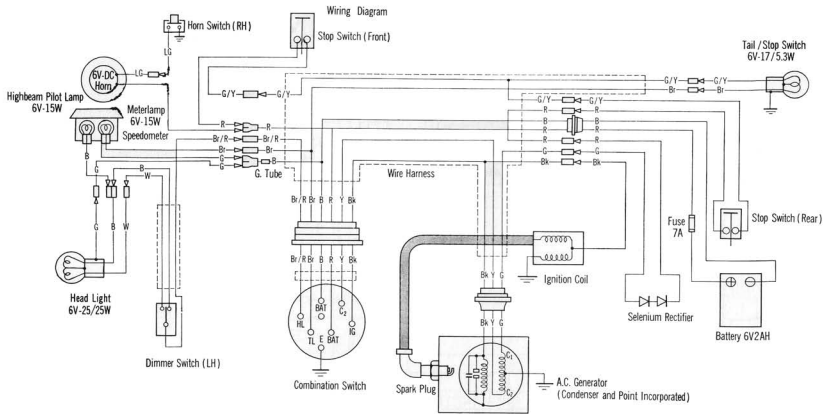 Wiring Diagram
Horn Switch (RH)
Stop Switch (Front)
LG
LG
6V-DC
Horn
Tail/Stop Switch
6V-17/5.3W
Highbeam Pilot Lamp
6V-15W
Meterlamp
6V-15W
Speedometer
G/Y
G/Y
G/Y
G/Y
Br
Br
G/Y
G/Y
R
R
B
B
R
R
G
G
Bk
Bk
R
R
Br/R
Br/R
Br
Br
G
G
B
G. Tube
B
G
B
W
Wire Harness
Br/R Br B R Y Bk
Br/R Br B R Y Bk
G
B
W
Head Light
6V-25/25W
Dimmer Switch (LH)
HL
BAT
C2
TL
E
BAT
IG
Combination Switch
Bk Y G
Bk Y G
Ignition Coil
Spark Plug
C1
C2
A.C. Generator
(Condenser and Point Incorporated)
Selenium Rectifier
Fuse
7A
Stop Switch (Rear)
Battery 6V2AH